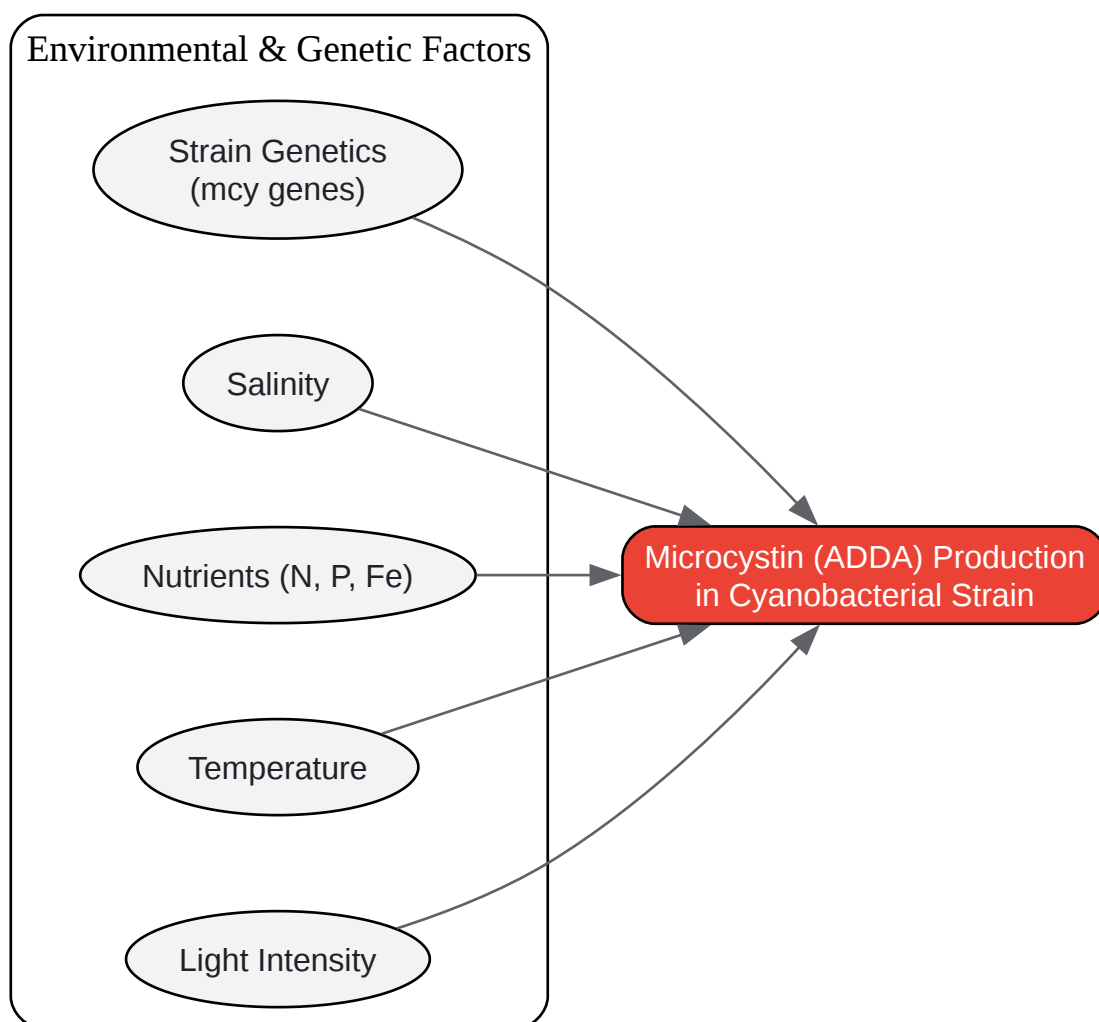 Environmental & Genetic Factors
Strain Genetics
(mcy genes)
Salinity
Nutrients (N, P, Fe)
Temperature
Light Intensity
Microcystin (ADDA) Production
in Cyanobacterial Strain